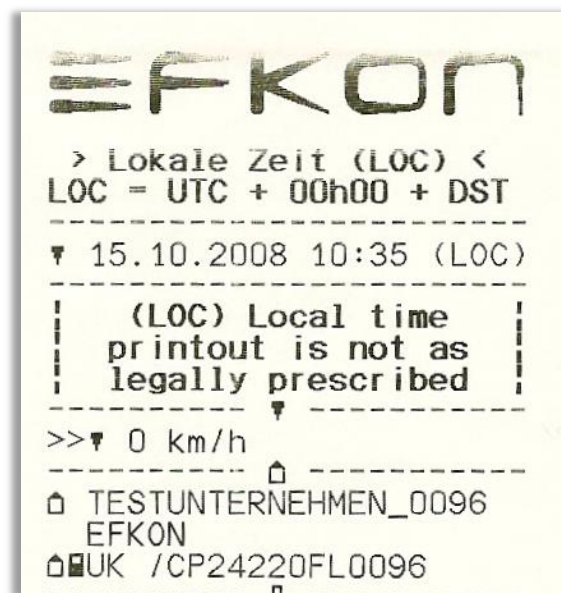 EFKON
> Lokale Zeit (LOC) <
LOC = UTC + 00h00 + DST
15.10.2008 10:35 (LOC)
(LOC) Local time
printout is not as
legally prescribed
>> 0 km/h
TESTUNTERNEHMEN_0096
EFKON
UK /CP24220FL0096